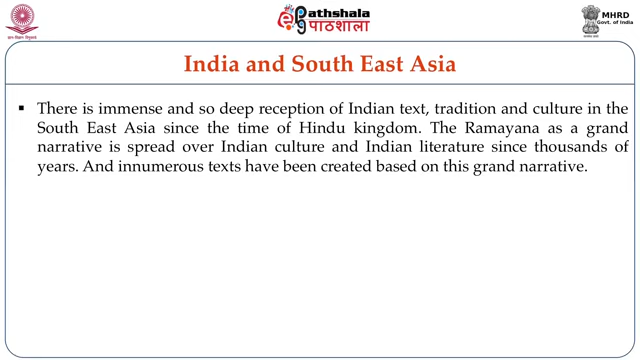 Pathshala
पाठशाला
MHRD
Govt. of India
India and South East Asia
▪ There is immense and so deep reception of Indian text, tradition and culture in the
South East Asia since the time of Hindu kingdom. The Ramayana as a grand
narrative is spread over Indian culture and Indian literature since thousands of
years. And innumerous texts have been created based on this grand narrative.